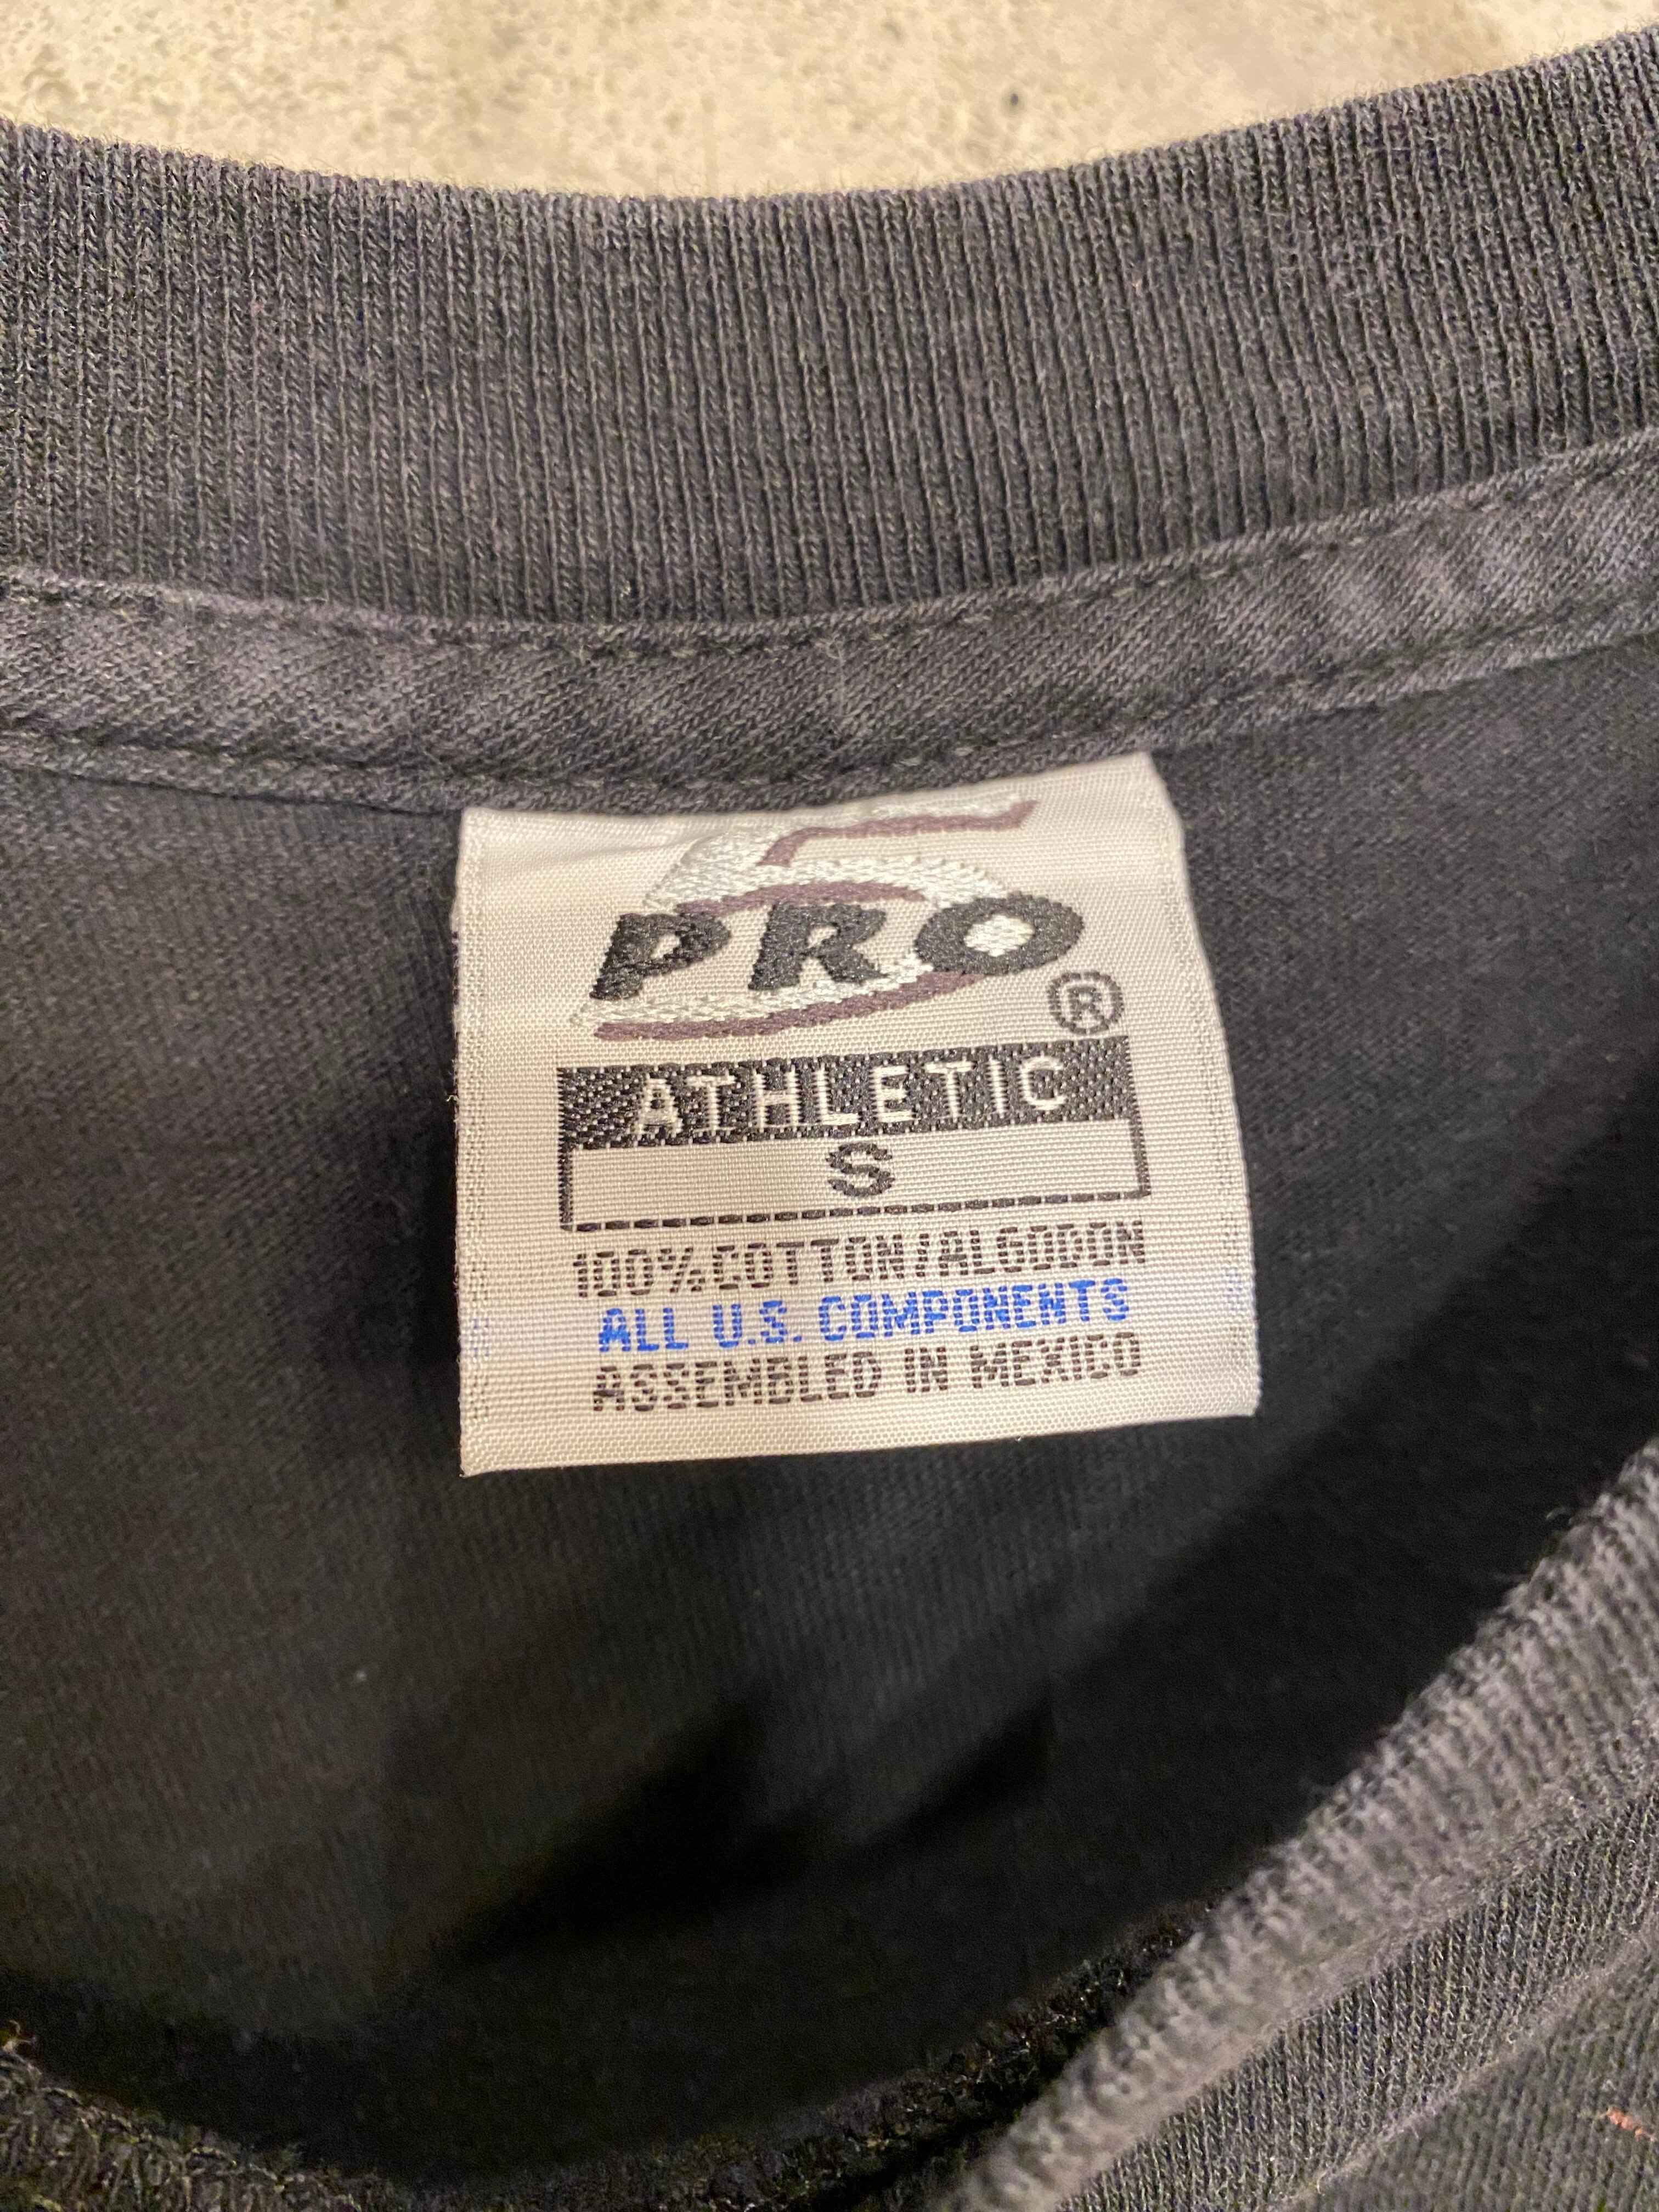 5
PRO
®
ATHLETIC
S
100% COTTON/ALGODON
ALL U.S. COMPONENTS
ASSEMBLED IN MEXICO